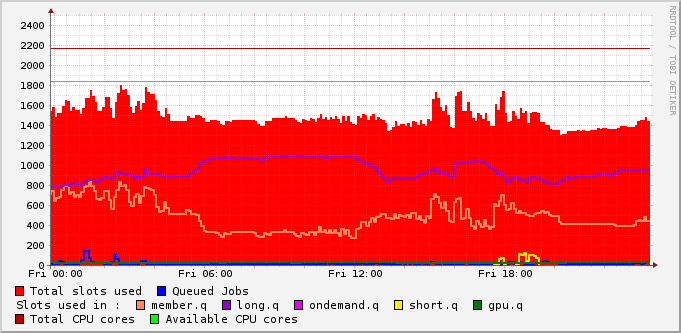 2400
2200
2000
1800
1600
1400
1200
1000
800
600
400
200
0
Fri 00:00 Fri 06:00 Fri 12:00 Fri 18:00
Total slots used Queued Jobs
Slots used in : member.q long.q ondemand.q short.q gpu.q
Total CPU cores Available CPU cores
RRDTOOL / TOBI OETIKER